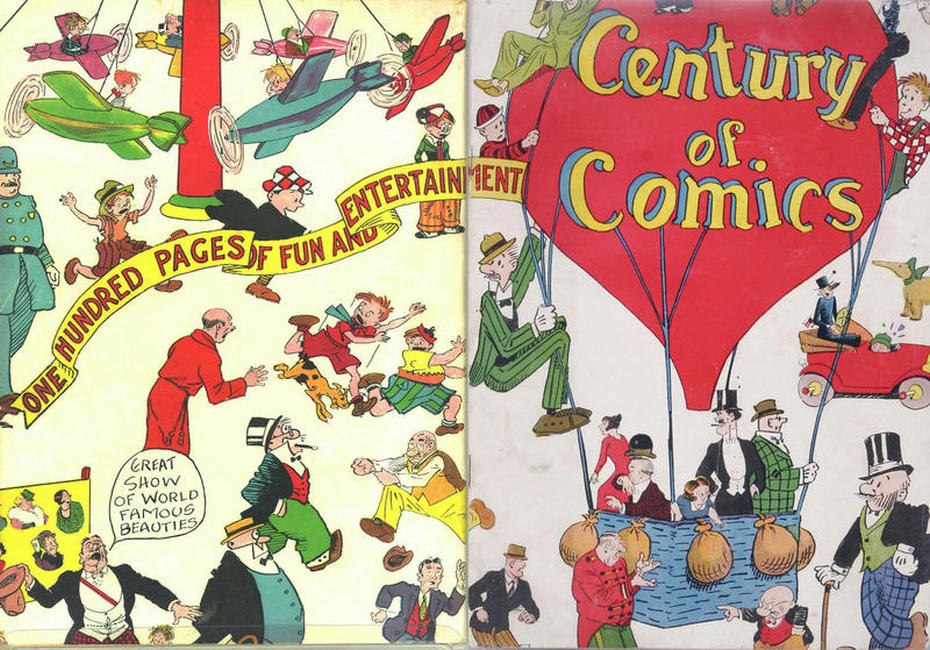 ONE HUNDRED PAGES OF FUN AND ENTERTAINMENT
GREAT
SHOW
OF WORLD
FAMOUS
BEAUTIES
Century
of
Comics